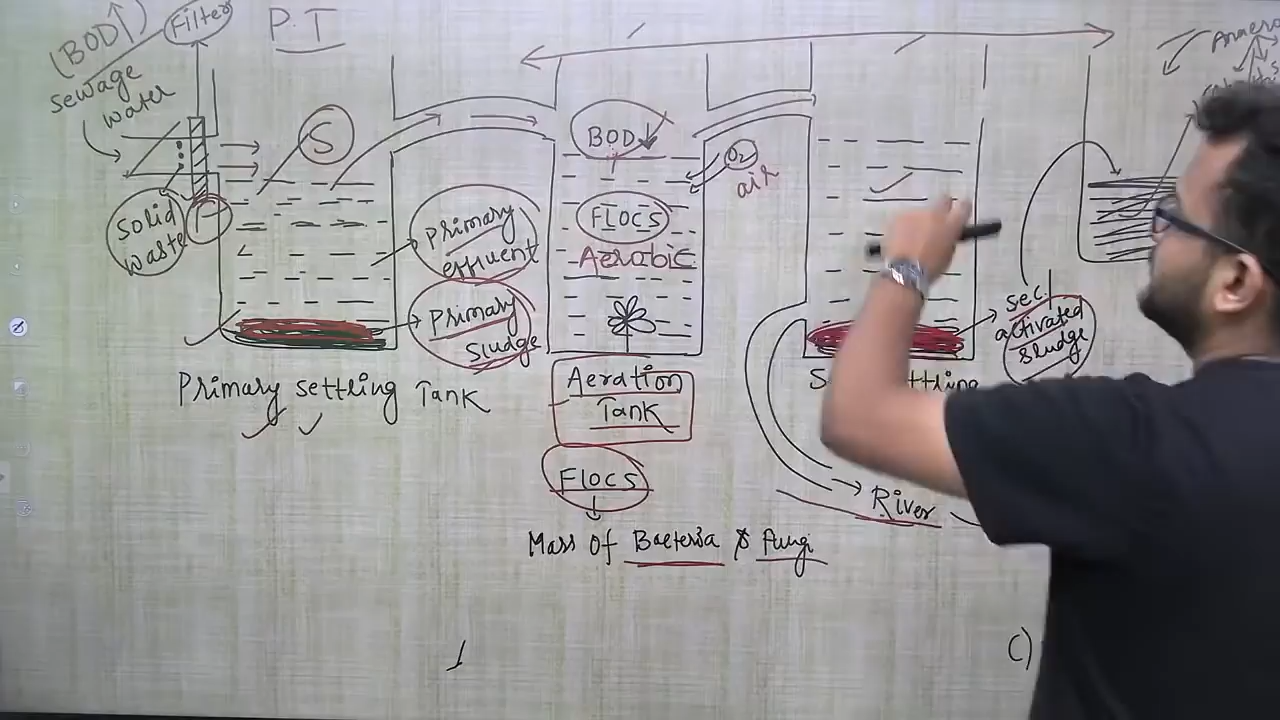 (BOD↑)
Filter
P.T
sewage
water
S
Solid
waste
F
Primary
effluent
Primary
sludge
Primary settling Tank
BOD
O2
air
FLOCS
Aerobic
Aeration
Tank
FLOCS
Mass Of Bacteria & Fungi
sec.
activated
sludge
River
C)